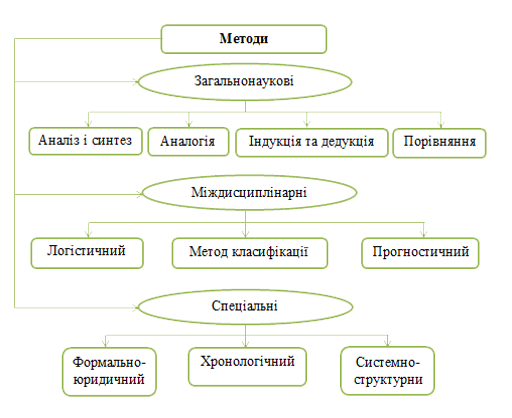 Методи
Загальнонаукові
Аналіз і синтез
Аналогія
Індукція та дедукція
Порівняння
Міждисциплінарні
Логістичний
Метод класифікації
Прогностичний
Спеціальні
Формально-
юридичний
Хронологічний
Системно-
структурни